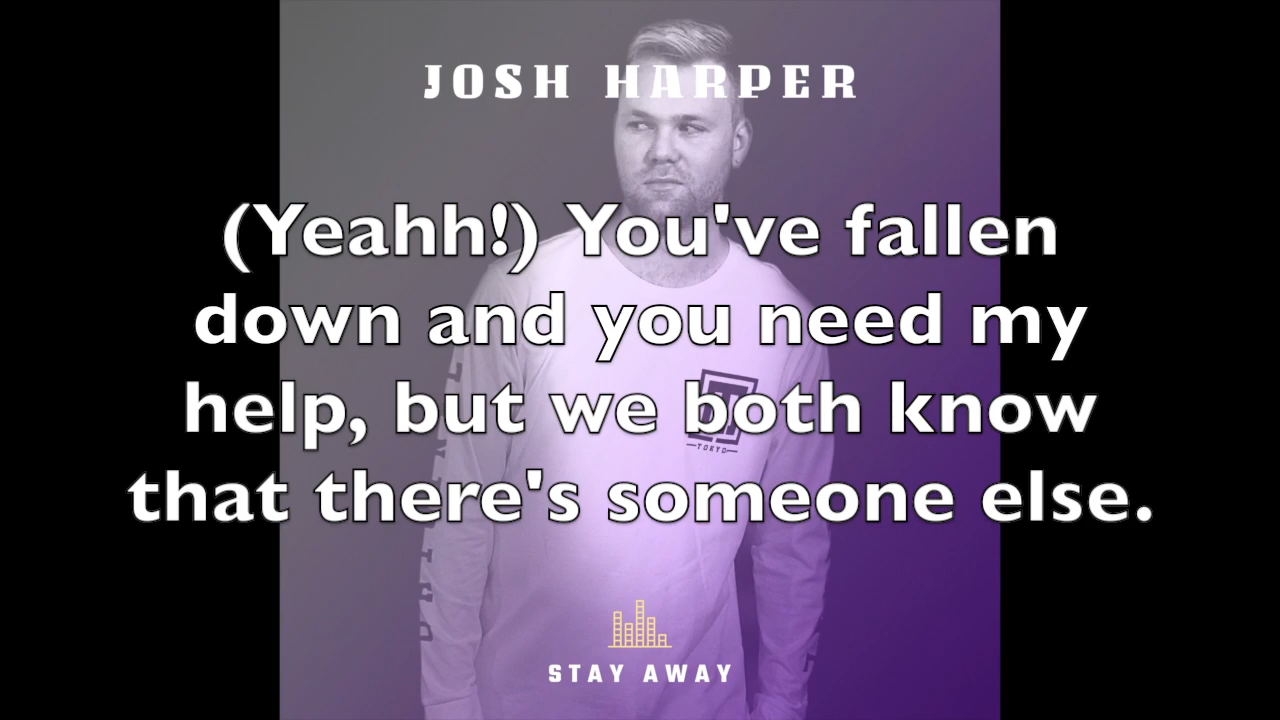 JOSH HARPER
(Yeahh!) You've fallen
down and you need my
help, but we both know
that there's someone else.
TOKYO
STAY AWAY